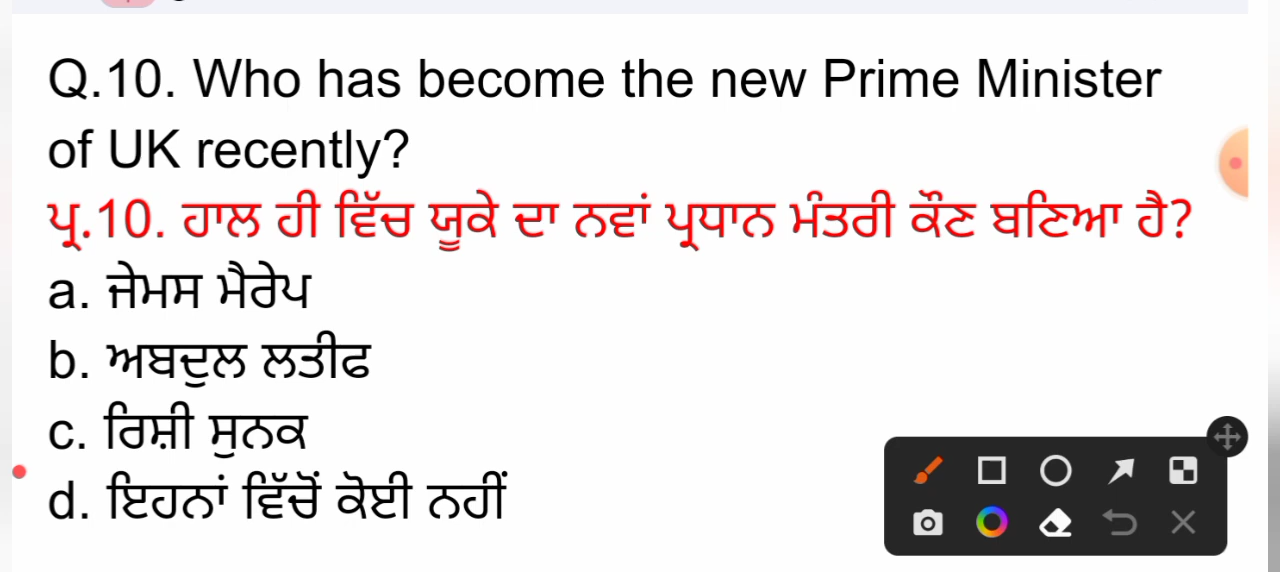 Q.10. Who has become the new Prime Minister
of UK recently?
ਪ੍ਰ.10. ਹਾਲ ਹੀ ਵਿੱਚ ਯੂਕੇ ਦਾ ਨਵਾਂ ਪ੍ਰਧਾਨ ਮੰਤਰੀ ਕੌਣ ਬਣਿਆ ਹੈ?
a. ਜੇਮਸ ਮੈਰੇਪ
b. ਅਬਦੁਲ ਲਤੀਫ
c. ਰਿਸ਼ੀ ਸੁਨਕ
d. ਇਹਨਾਂ ਵਿੱਚੋਂ ਕੋਈ ਨਹੀਂ